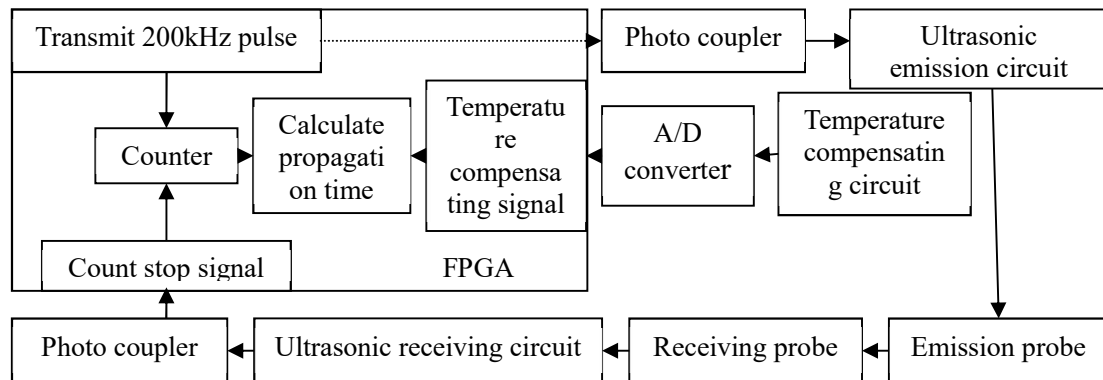 Transmit 200kHz pulse
Photo coupler
Ultrasonic
emission circuit
Counter
Calculate
propagati
on time
Temperatu
re
compensa
ting signal
A/D
converter
Temperature
compensatin
g circuit
Count stop signal
FPGA
Photo coupler
Ultrasonic receiving circuit
Receiving probe
Emission probe